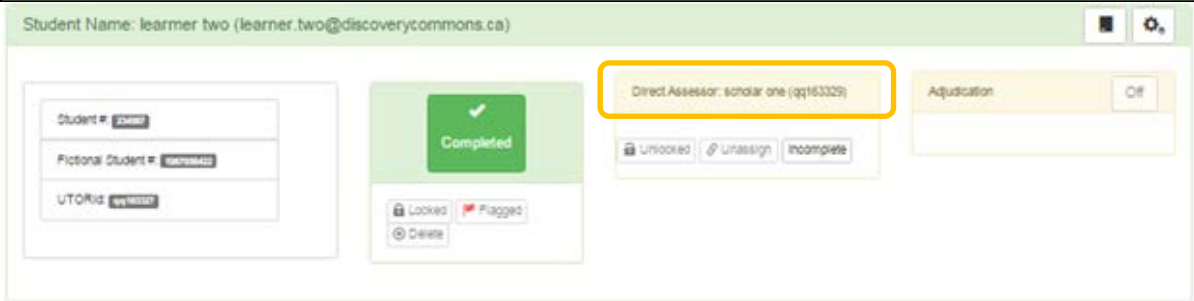 Student Name: learmer two (learner.two@discoverycommons.ca)
Student #:
Fictional Student #:
UTORid:
Completed
Locked
Flagged
Delete
Direct Assessor: scholar one (qq163329)
Unlocked
Unassign
Incomplete
Adjudication
Off